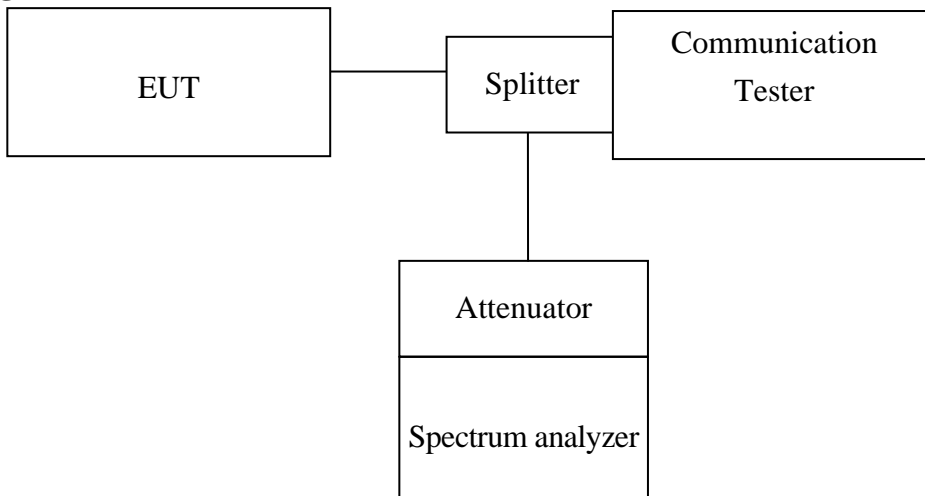 EUT
Splitter
Communication
Tester
Attenuator
Spectrum analyzer